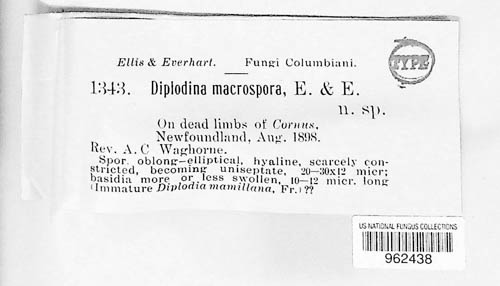 Ellis & Everhart. Fungi Columbiani.
TYPE
1343. Diplodina macrospora, E. & E.
n. sp.
On dead limbs of Cornus,
Newfoundland, Aug. 1898.
Rev. A. C Waghorne.
Spor. oblong-elliptical, hyaline, scarcely con-
stricted, becoming uniseptate, 20-30x12 micr;
basidia more or less swollen, 10-12 micr. long
(Immature Diplodia mamillana, Fr.)??
US NATIONAL FUNGUS COLLECTIONS
962438